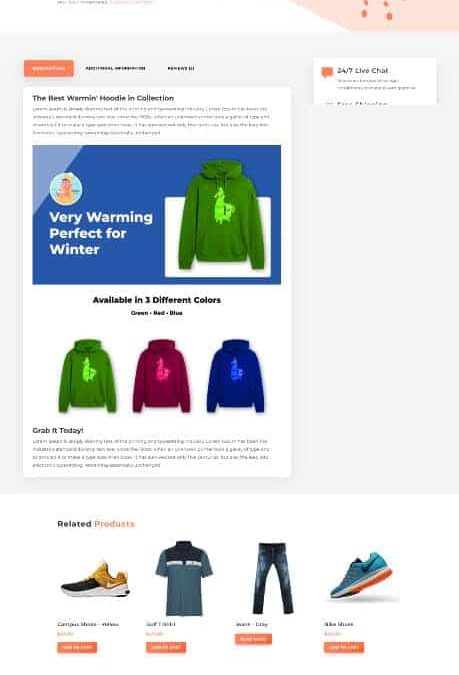 DESCRIPTION
ADDITIONAL INFORMATION
REVIEWS (0)
24/7 Live Chat
Free Shipping
The Best Warmin' Hoodie in Collection
Lorem Ipsum is simply dummy text of the printing and typesetting industry. Lorem Ipsum has been the
industry's standard dummy text ever since the 1500s, when an unknown printer took a galley of type and
scrambled it to make a type specimen book. It has survived not only five centuries, but also the leap into
electronic typesetting, remaining essentially unchanged.
Very Warming
Perfect for
Winter
Available in 3 Different Colors
Green - Red - Blue
Grab It Today!
Lorem Ipsum is simply dummy text of the printing and typesetting industry. Lorem Ipsum has been the
industry's standard dummy text ever since the 1500s, when an unknown printer took a galley of type and
scrambled it to make a type specimen book. It has survived not only five centuries, but also the leap into
electronic typesetting, remaining essentially unchanged.
Related Products
Campus Shoes - Yellow
Golf T-Shirt
Jeans - Gray
Nike Shoes
ADD TO CART
ADD TO CART
READ MORE
ADD TO CART